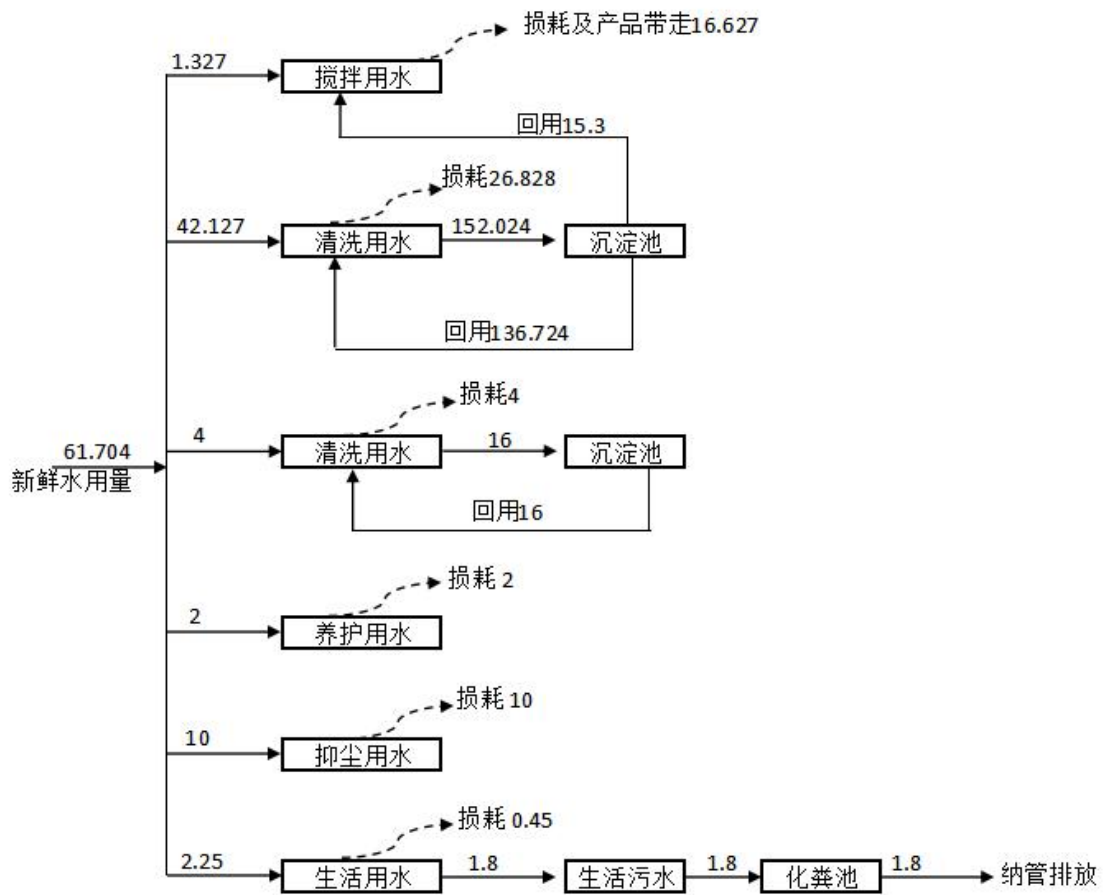 损耗及产品带走16.627
1.327
搅拌用水
回用15.3
损耗26.828
42.127
清洗用水
152.024
沉淀池
回用136.724
损耗4
61.704
新鲜水用量
4
清洗用水
16
沉淀池
回用16
损耗 2
2
养护用水
损耗 10
10
抑尘用水
损耗 0.45
2.25
生活用水
1.8
生活污水
1.8
化粪池
1.8
纳管排放